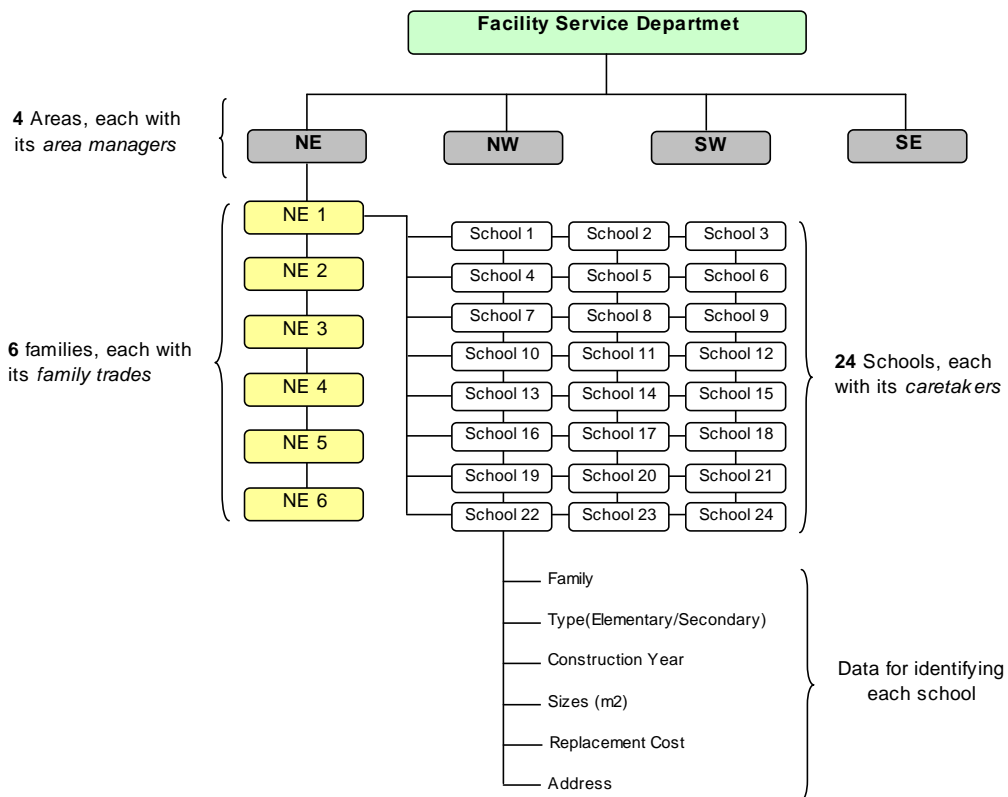 Facility Service Departmet
4 Areas, each with
its area managers
NE
NW
SW
SE
6 families, each with
its family trades
NE 1
NE 2
NE 3
NE 4
NE 5
NE 6
School 1
School 2
School 3
School 4
School 5
School 6
School 7
School 8
School 9
School 10
School 11
School 12
School 13
School 14
School 15
School 16
School 17
School 18
School 19
School 20
School 21
School 22
School 23
School 24
24 Schools, each
with its caretakers
Family
Type(Elementary/Secondary)
Construction Year
Sizes (m2)
Replacement Cost
Address
Data for identifying
each school